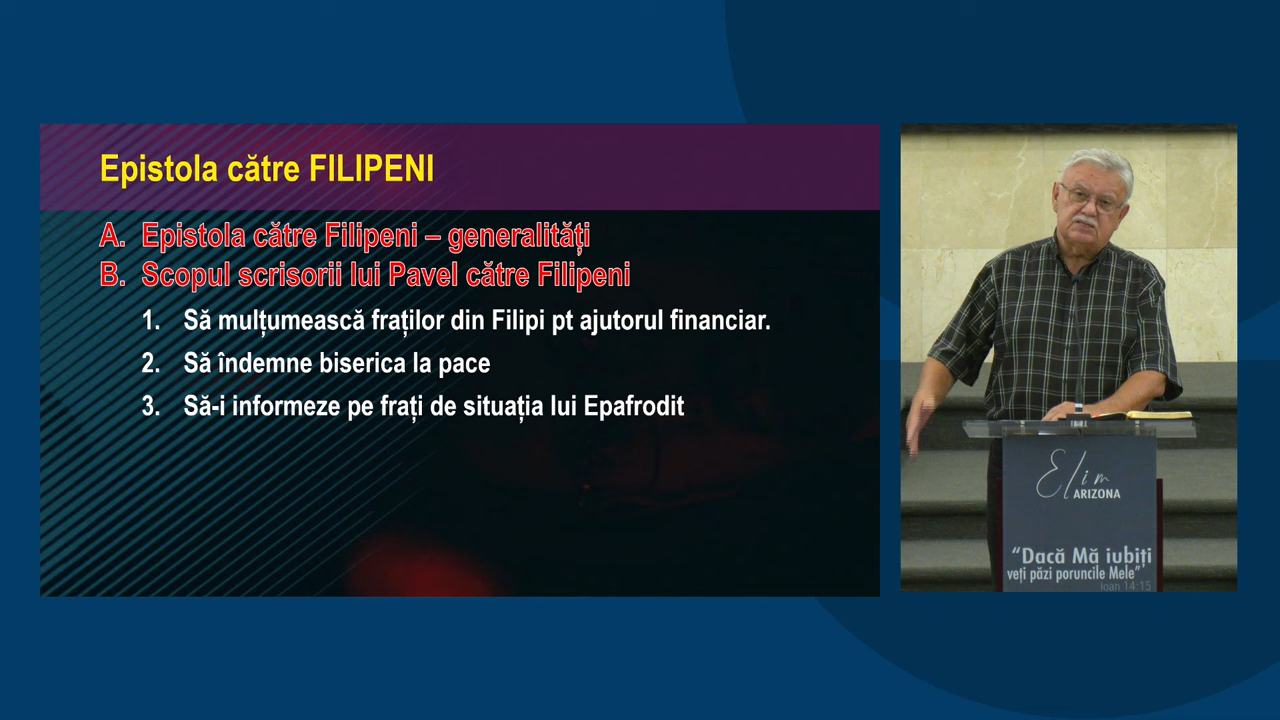 Epistola către FILIPENI
A. Epistola către Filipeni – generalități
B. Scopul scrisorii lui Pavel către Filipeni
1. Să mulțumească fraților din Filipi pt ajutorul financiar.
2. Să îndemne biserica la pace
3. Să-i informeze pe frați de situația lui Epafrodit
Elim
ARIZONA
“Dacă Mă iubiți
veți păzi poruncile Mele”
Ioan 14:15